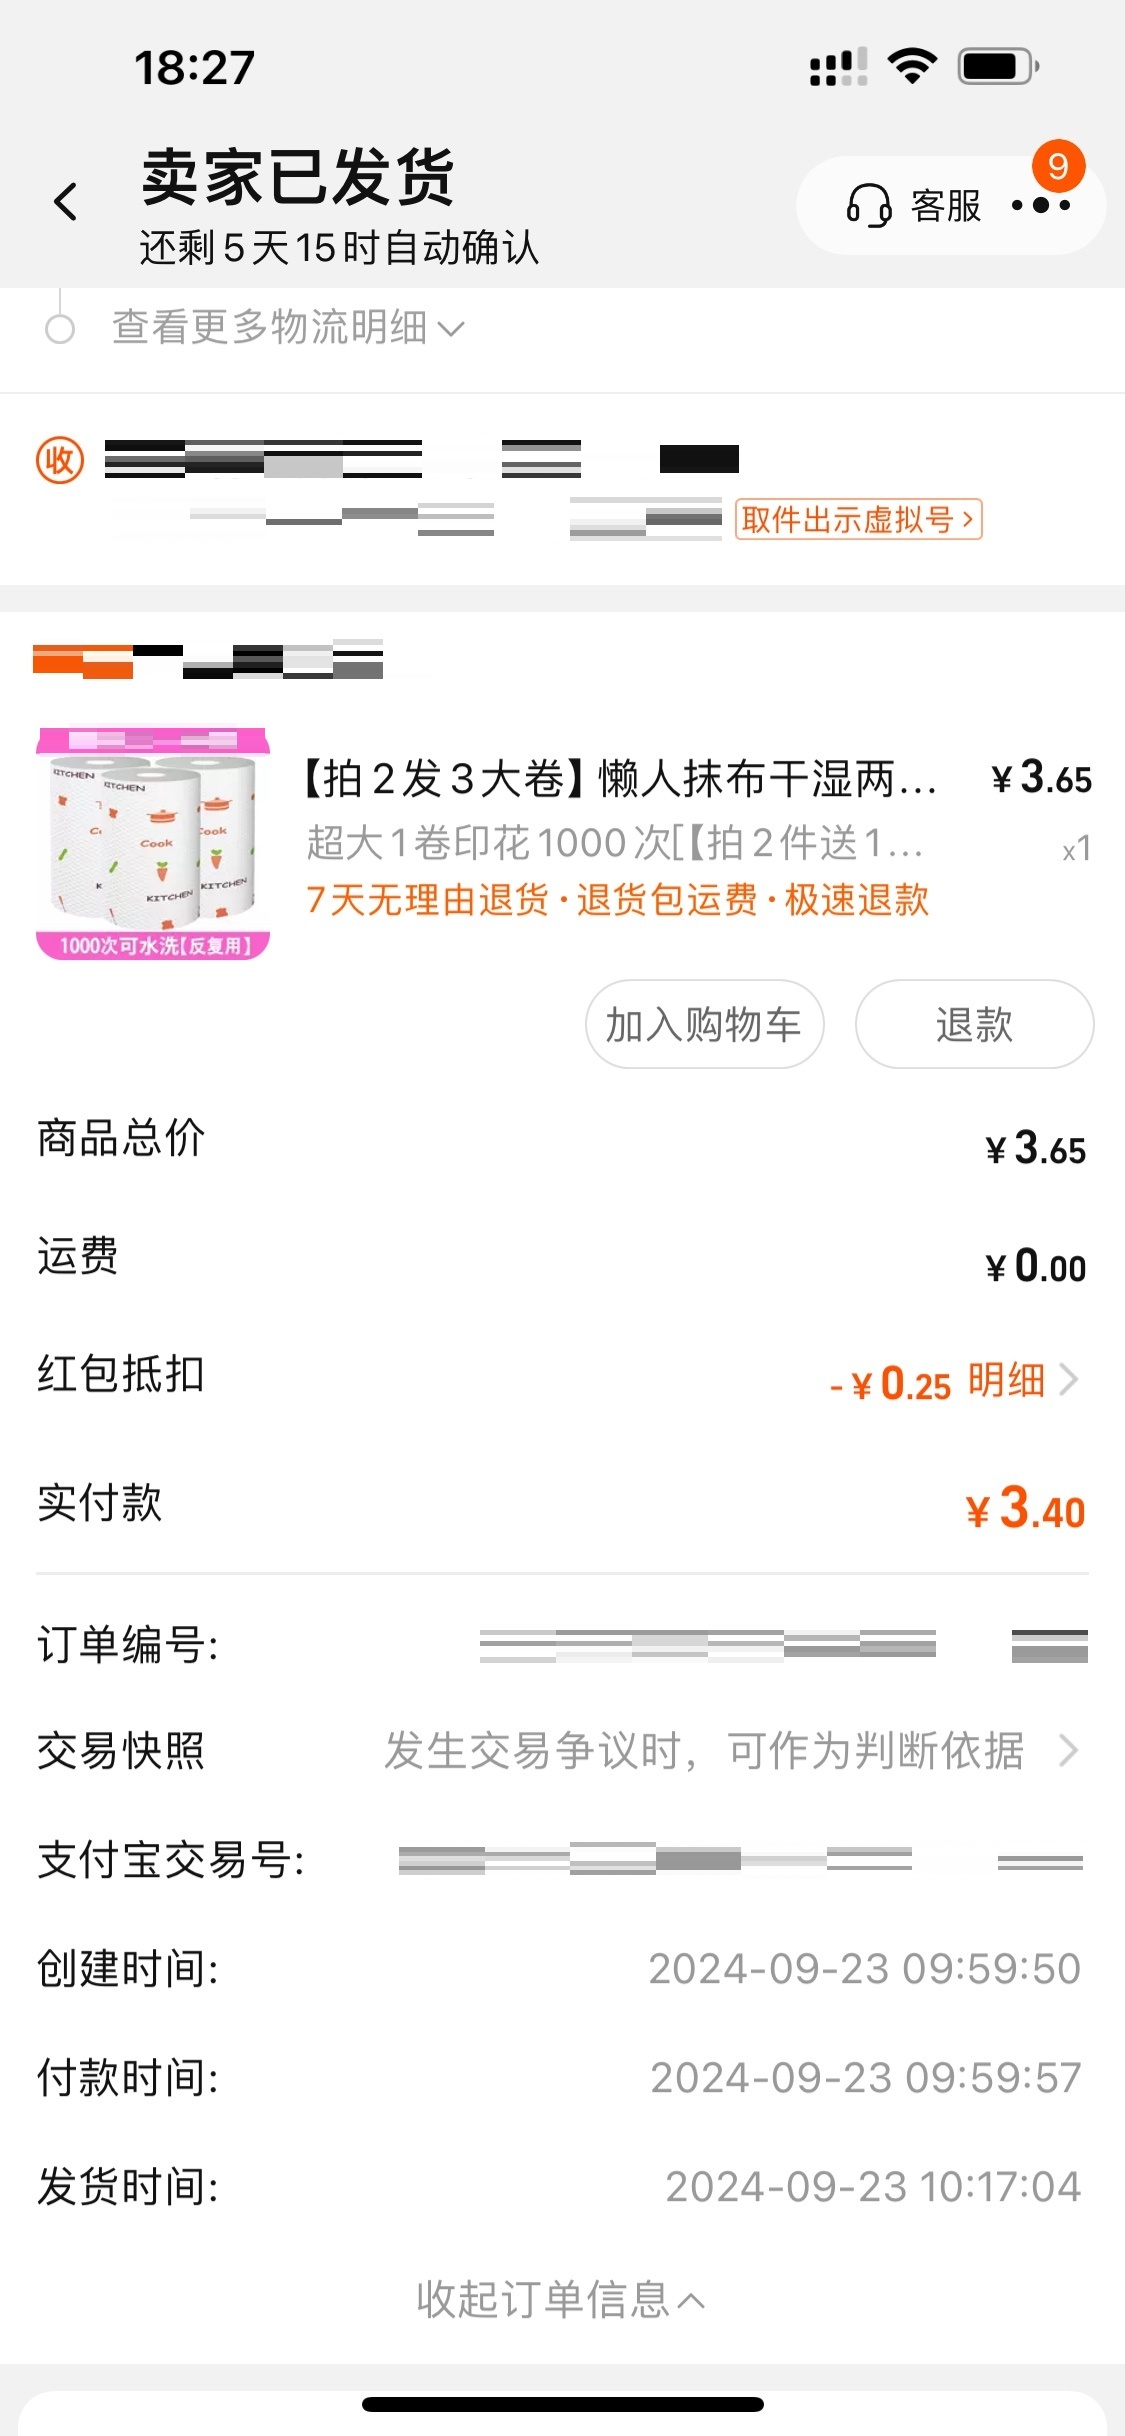 18:27
卖家已发货
还剩5天15时自动确认
客服
9
查看更多物流明细
收
取件出示虚拟号
KITCHEN
KITCHEN
Cook
Cook
KITCHEN
KITCHEN
1000次可水洗【反复用】
【拍2发3大卷】懒人抹布干湿两...
¥3.65
超大1卷印花1000次[【拍2件送1...
x1
7天无理由退货·退货包运费·极速退款
加入购物车
退款
商品总价
¥3.65
运费
¥0.00
红包抵扣
-¥0.25 明细
实付款
¥3.40
订单编号:
交易快照
发生交易争议时，可作为判断依据
支付宝交易号:
创建时间:
2024-09-23 09:59:50
付款时间:
2024-09-23 09:59:57
发货时间:
2024-09-23 10:17:04
收起订单信息